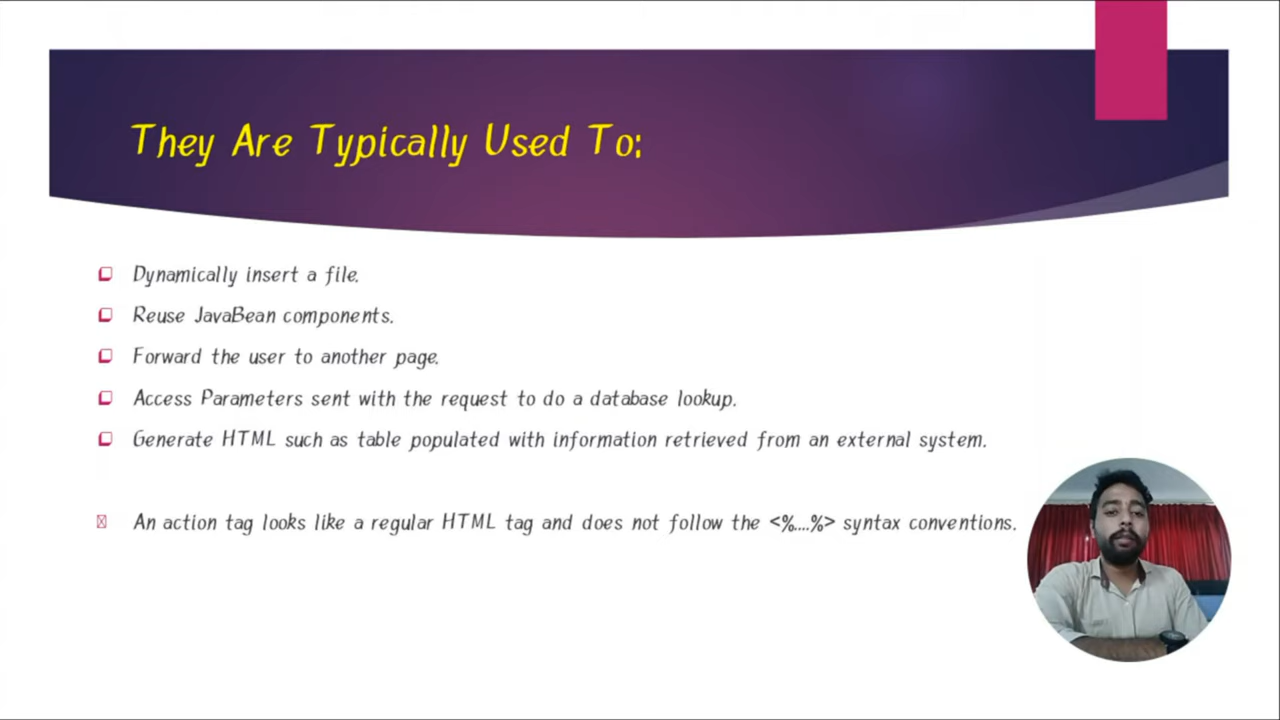 They Are Typically Used To:
Dynamically insert a file.
Reuse JavaBean components.
Forward the user to another page.
Access Parameters sent with the request to do a database lookup.
Generate HTML such as table populated with information retrieved from an external system.
An action tag looks like a regular HTML tag and does not follow the <%....%> syntax conventions.